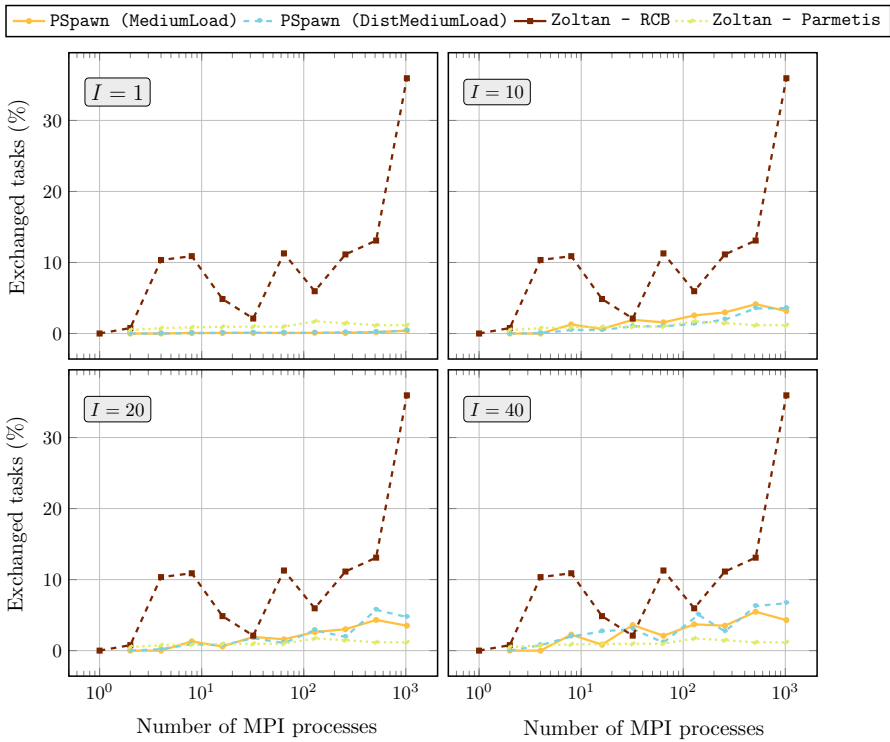 PSpawn (MediumLoad) PSpawn (DistMediumLoad) Zoltan - RCB Zoltan - Parmetis
I = 1
I = 10
Exchanged tasks (%)
30
20
10
0
I = 20
I = 40
Exchanged tasks (%)
30
20
10
0
10^0 10^1 10^2 10^3
10^0 10^1 10^2 10^3
Number of MPI processes
Number of MPI processes